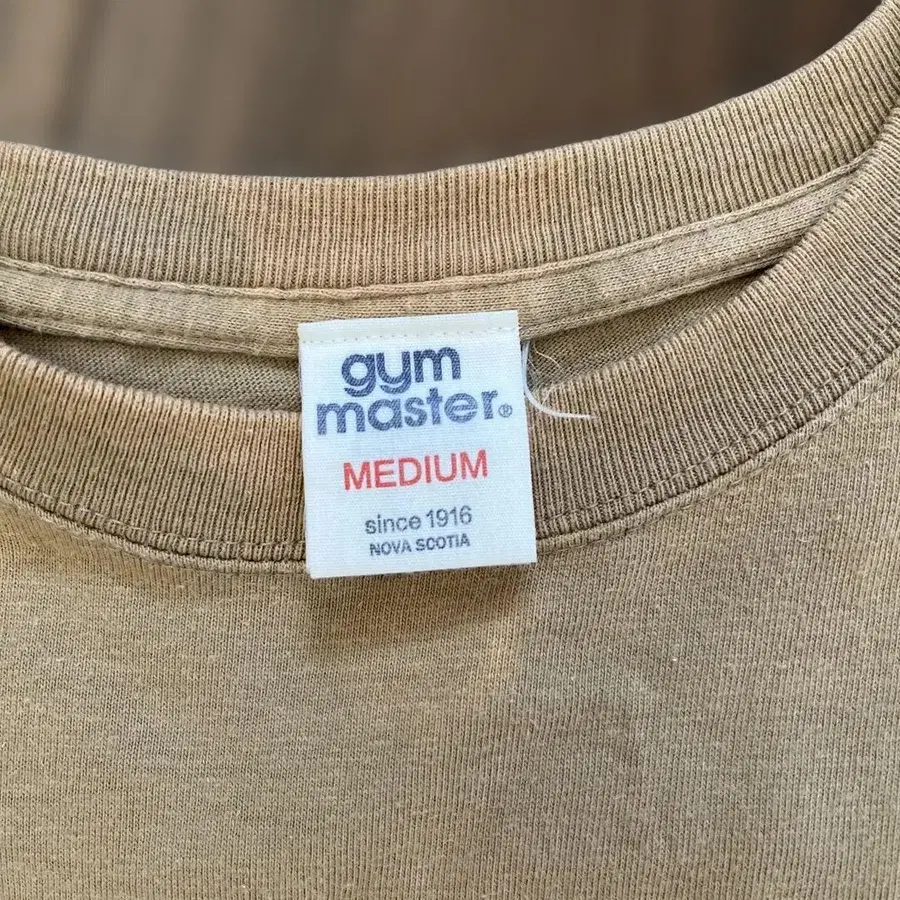 gym
master®
MEDIUM
since 1916
NOVA SCOTIA